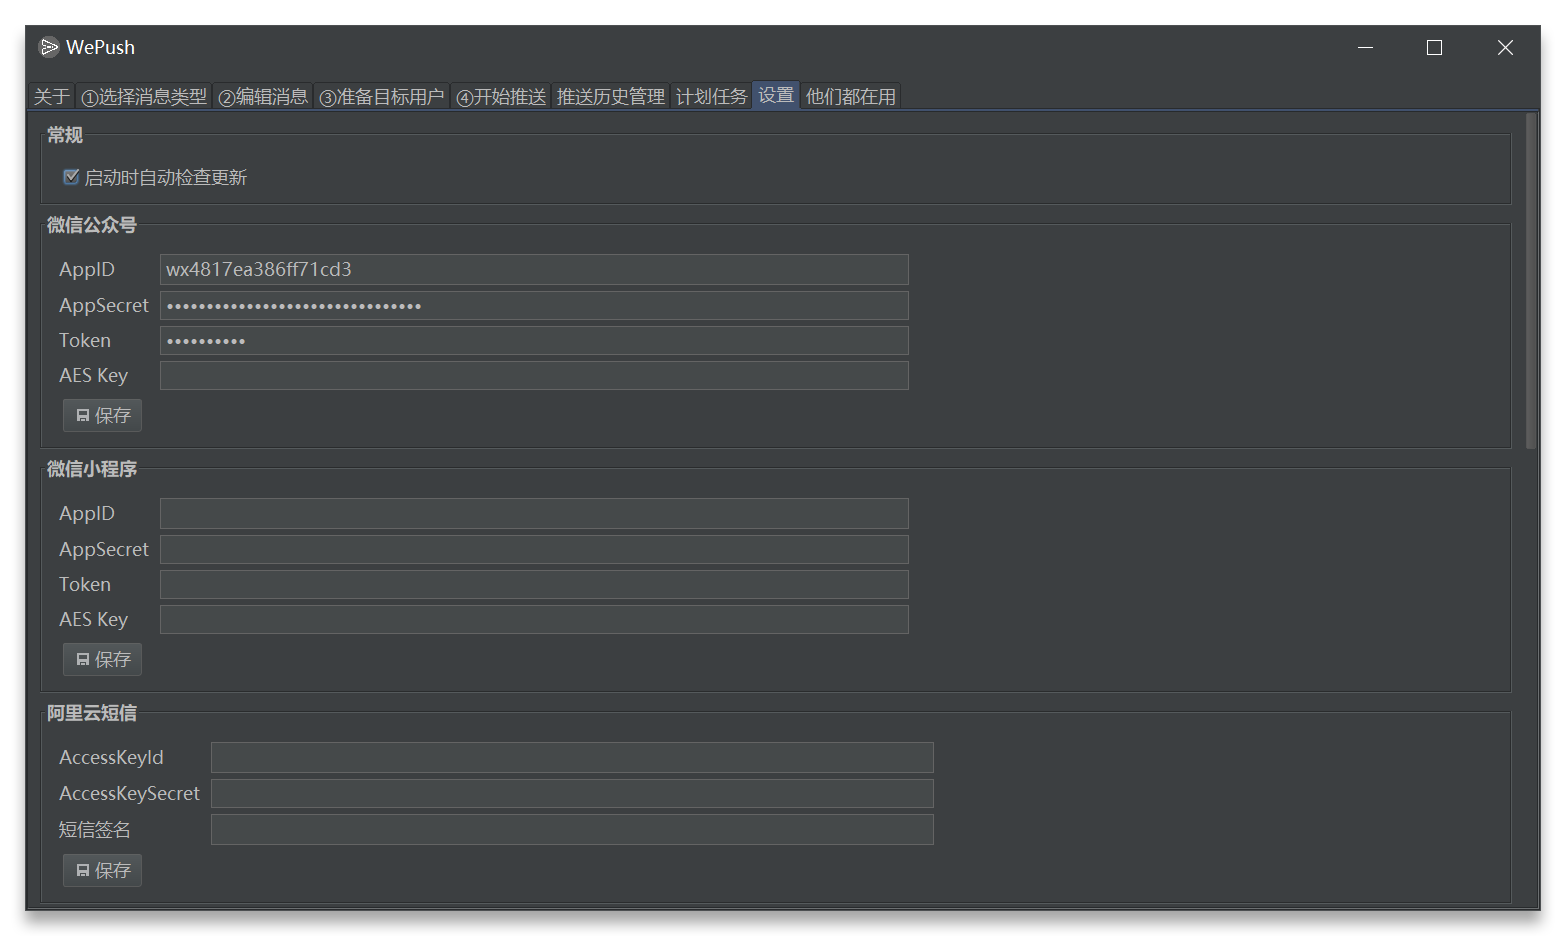 WePush
关于 ①选择消息类型 ②编辑消息 ③准备目标用户 ④开始推送 推送历史管理 计划任务 设置 他们都在用
常规
启动时自动检查更新
微信公众号
AppID wx4817ea386ff71cd3
AppSecret ••••••••••••••••••••••••••••••••
Token ••••••••••
AES Key
保存
微信小程序
AppID
AppSecret
Token
AES Key
保存
阿里云短信
AccessKeyId
AccessKeySecret
短信签名
保存